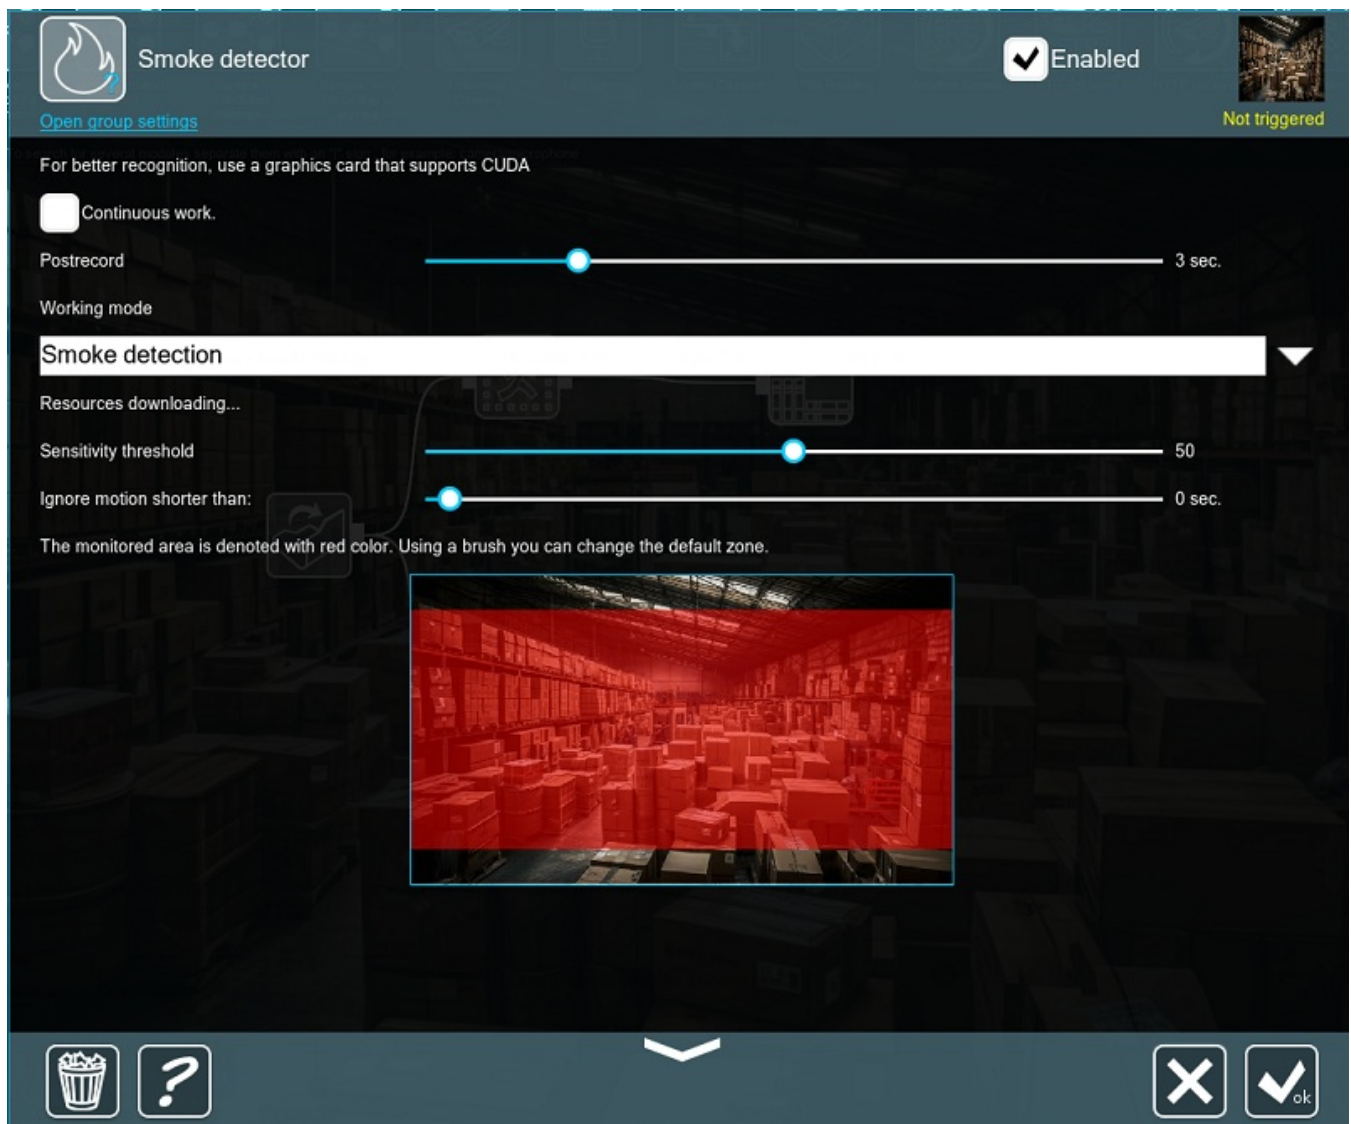 Smoke detector
Enabled
Open group settings
Not triggered
For better recognition, use a graphics card that supports CUDA
Continuous work.
Postrecord
3 sec.
Working mode
Smoke detection
Resources downloading...
Sensitivity threshold
50
Ignore motion shorter than:
0 sec.
The monitored area is denoted with red color. Using a brush you can change the default zone.
?
ok